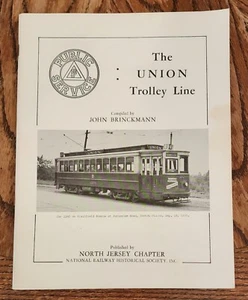 PUBLIC
SERVICE
The
UNION
Trolley Line
Compiled by
JOHN BRINCKMANN
Published by
NORTH JERSEY CHAPTER
NATIONAL RAILWAY HISTORICAL SOCIETY, INC.